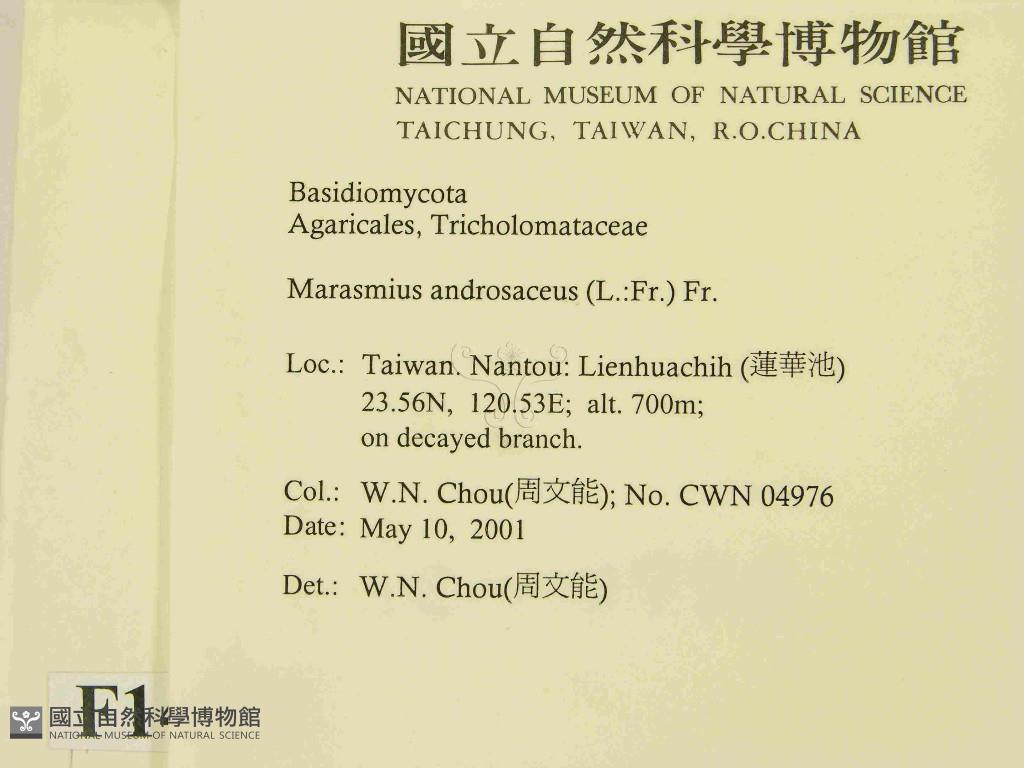 國立自然科學博物館
NATIONAL MUSEUM OF NATURAL SCIENCE
TAICHUNG, TAIWAN, R.O.CHINA
Basidiomycota
Agaricales, Tricholomataceae
Marasmius androsaceus (L.:Fr.) Fr.
Loc.: Taiwan. Nantou: Lienhuachih (蓮華池)
23.56N, 120.53E; alt. 700m;
on decayed branch.
Col.: W.N. Chou(周文能); No. CWN 04976
Date: May 10, 2001
Det.: W.N. Chou(周文能)
F1
國立自然科學博物館
NATIONAL MUSEUM OF NATURAL SCIENCE